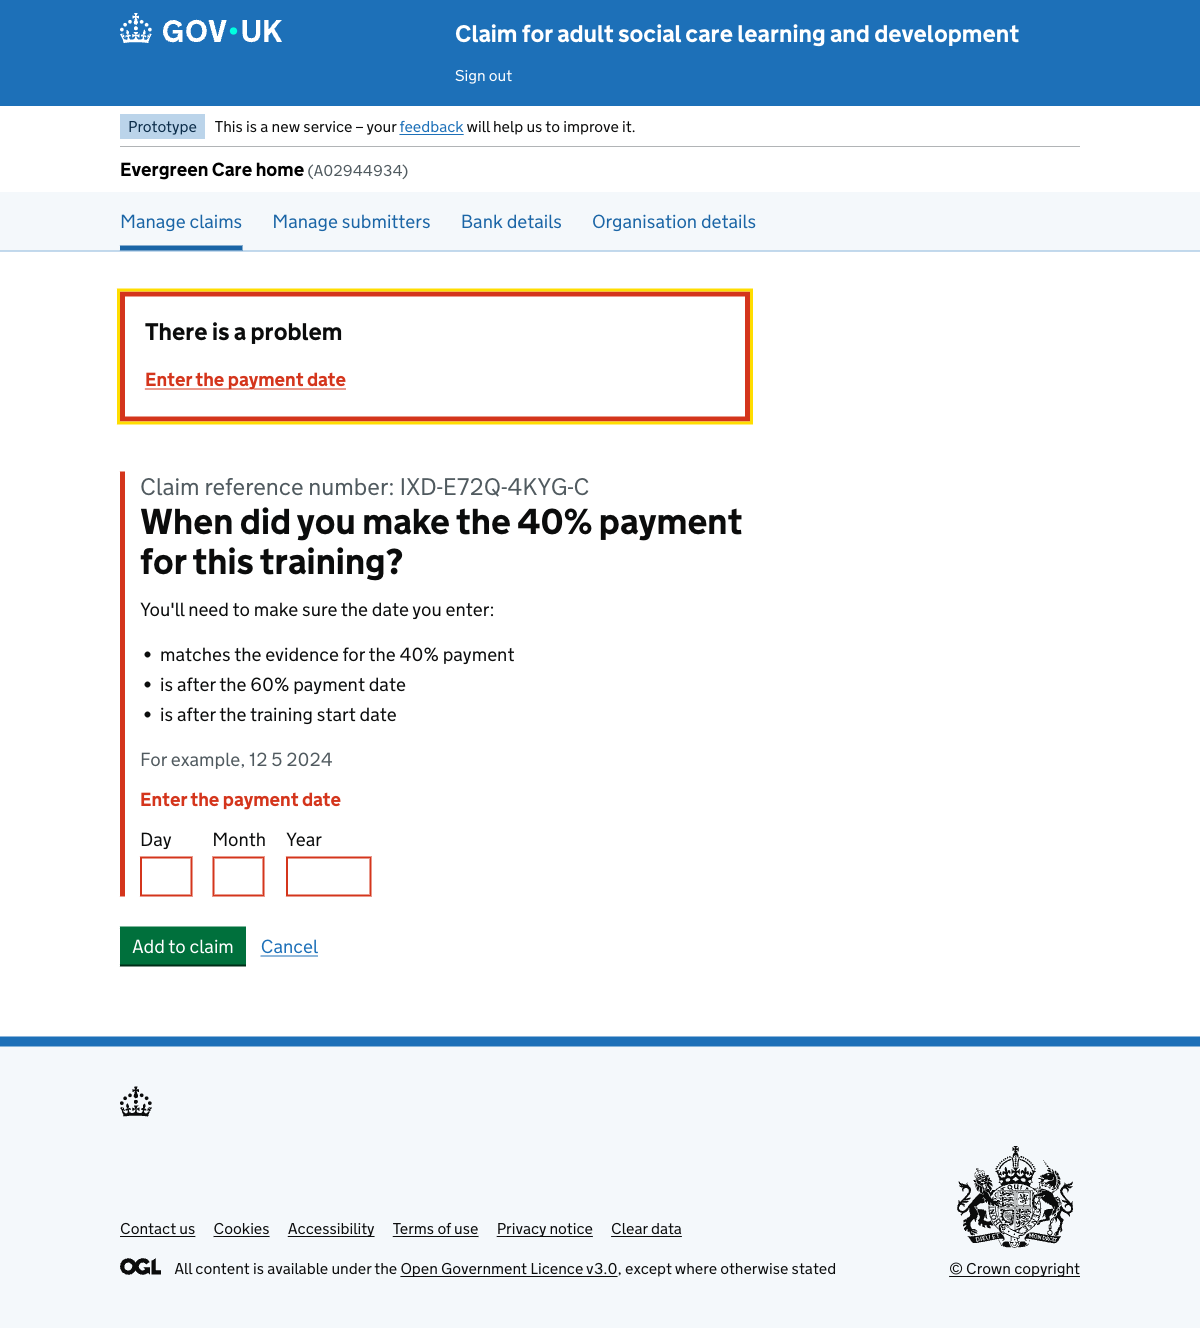 GOV•UK
Claim for adult social care learning and development
Sign out
Prototype This is a new service – your feedback will help us to improve it.
Evergreen Care home (A02944934)
Manage claims Manage submitters Bank details Organisation details
There is a problem
Enter the payment date
Claim reference number: IXD-E72Q-4KYG-C
When did you make the 40% payment
for this training?
You'll need to make sure the date you enter:
• matches the evidence for the 40% payment
• is after the 60% payment date
• is after the training start date
For example, 12 5 2024
Enter the payment date
Day Month Year
Add to claim Cancel
Contact us Cookies Accessibility Terms of use Privacy notice Clear data
OGL All content is available under the Open Government Licence v3.0, except where otherwise stated
© Crown copyright